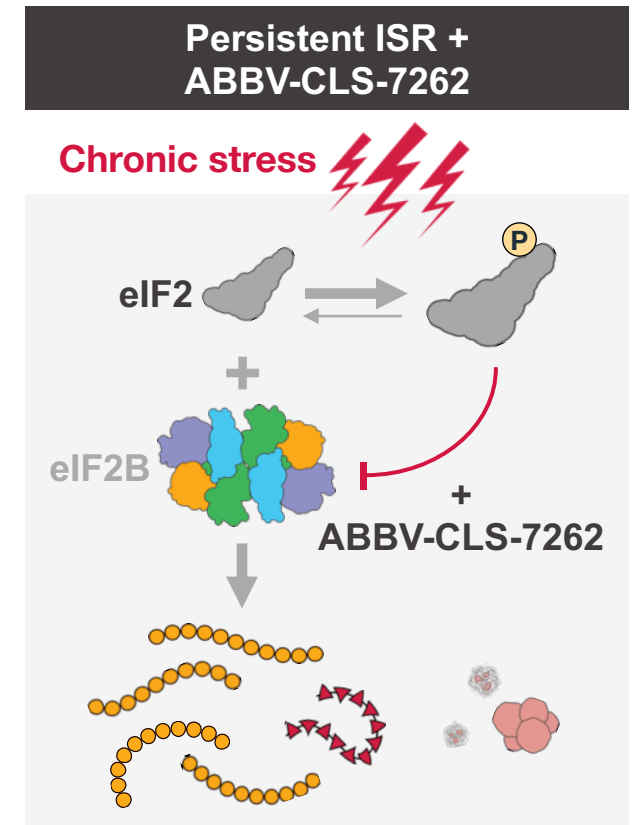 Persistent ISR +
ABBV-CLS-7262
Chronic stress
P
eIF2
+
eIF2B
+
ABBV-CLS-7262